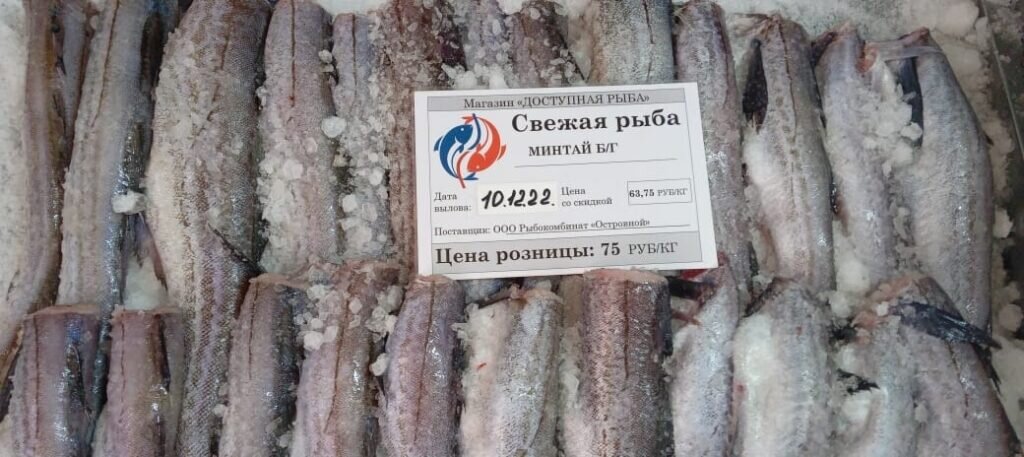 Магазин «ДОСТУПНАЯ РЫБА»
Свежая рыба
МИНТАЙ Б/Г
Дата вылова: 10.12.22. Цена со скидкой 63,75 РУБ/КГ
Поставщик: ООО Рыбокомбинат «Островной»
Цена розницы: 75 РУБ/КГ